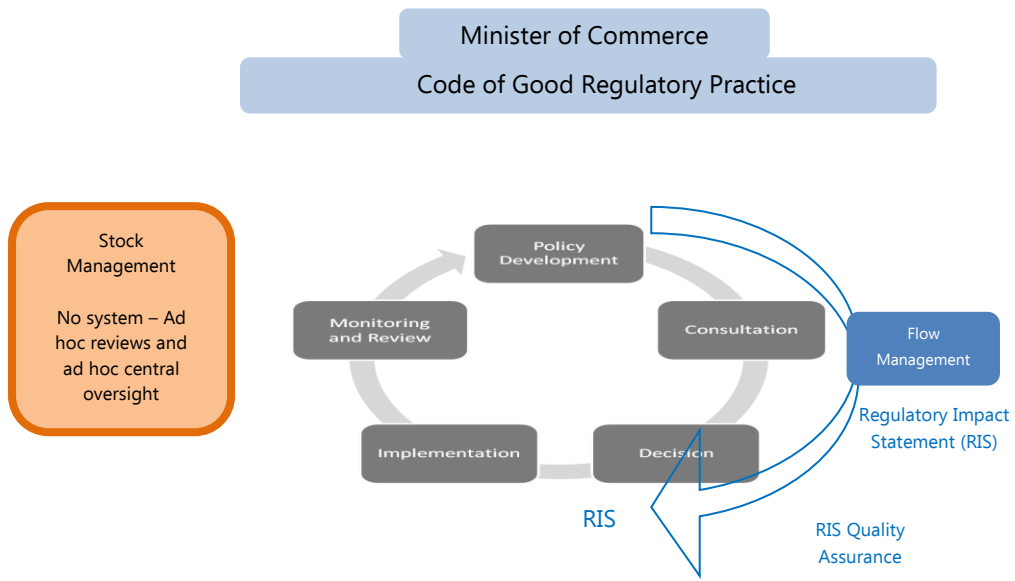 Minister of Commerce
Code of Good Regulatory Practice
Stock
Management
No system – Ad
hoc reviews and
ad hoc central
oversight
Policy
Development
Monitoring
and Review
Consultation
Flow
Management
Regulatory Impact
Statement (RIS)
Implementation
Decision
RIS
RIS Quality
Assurance